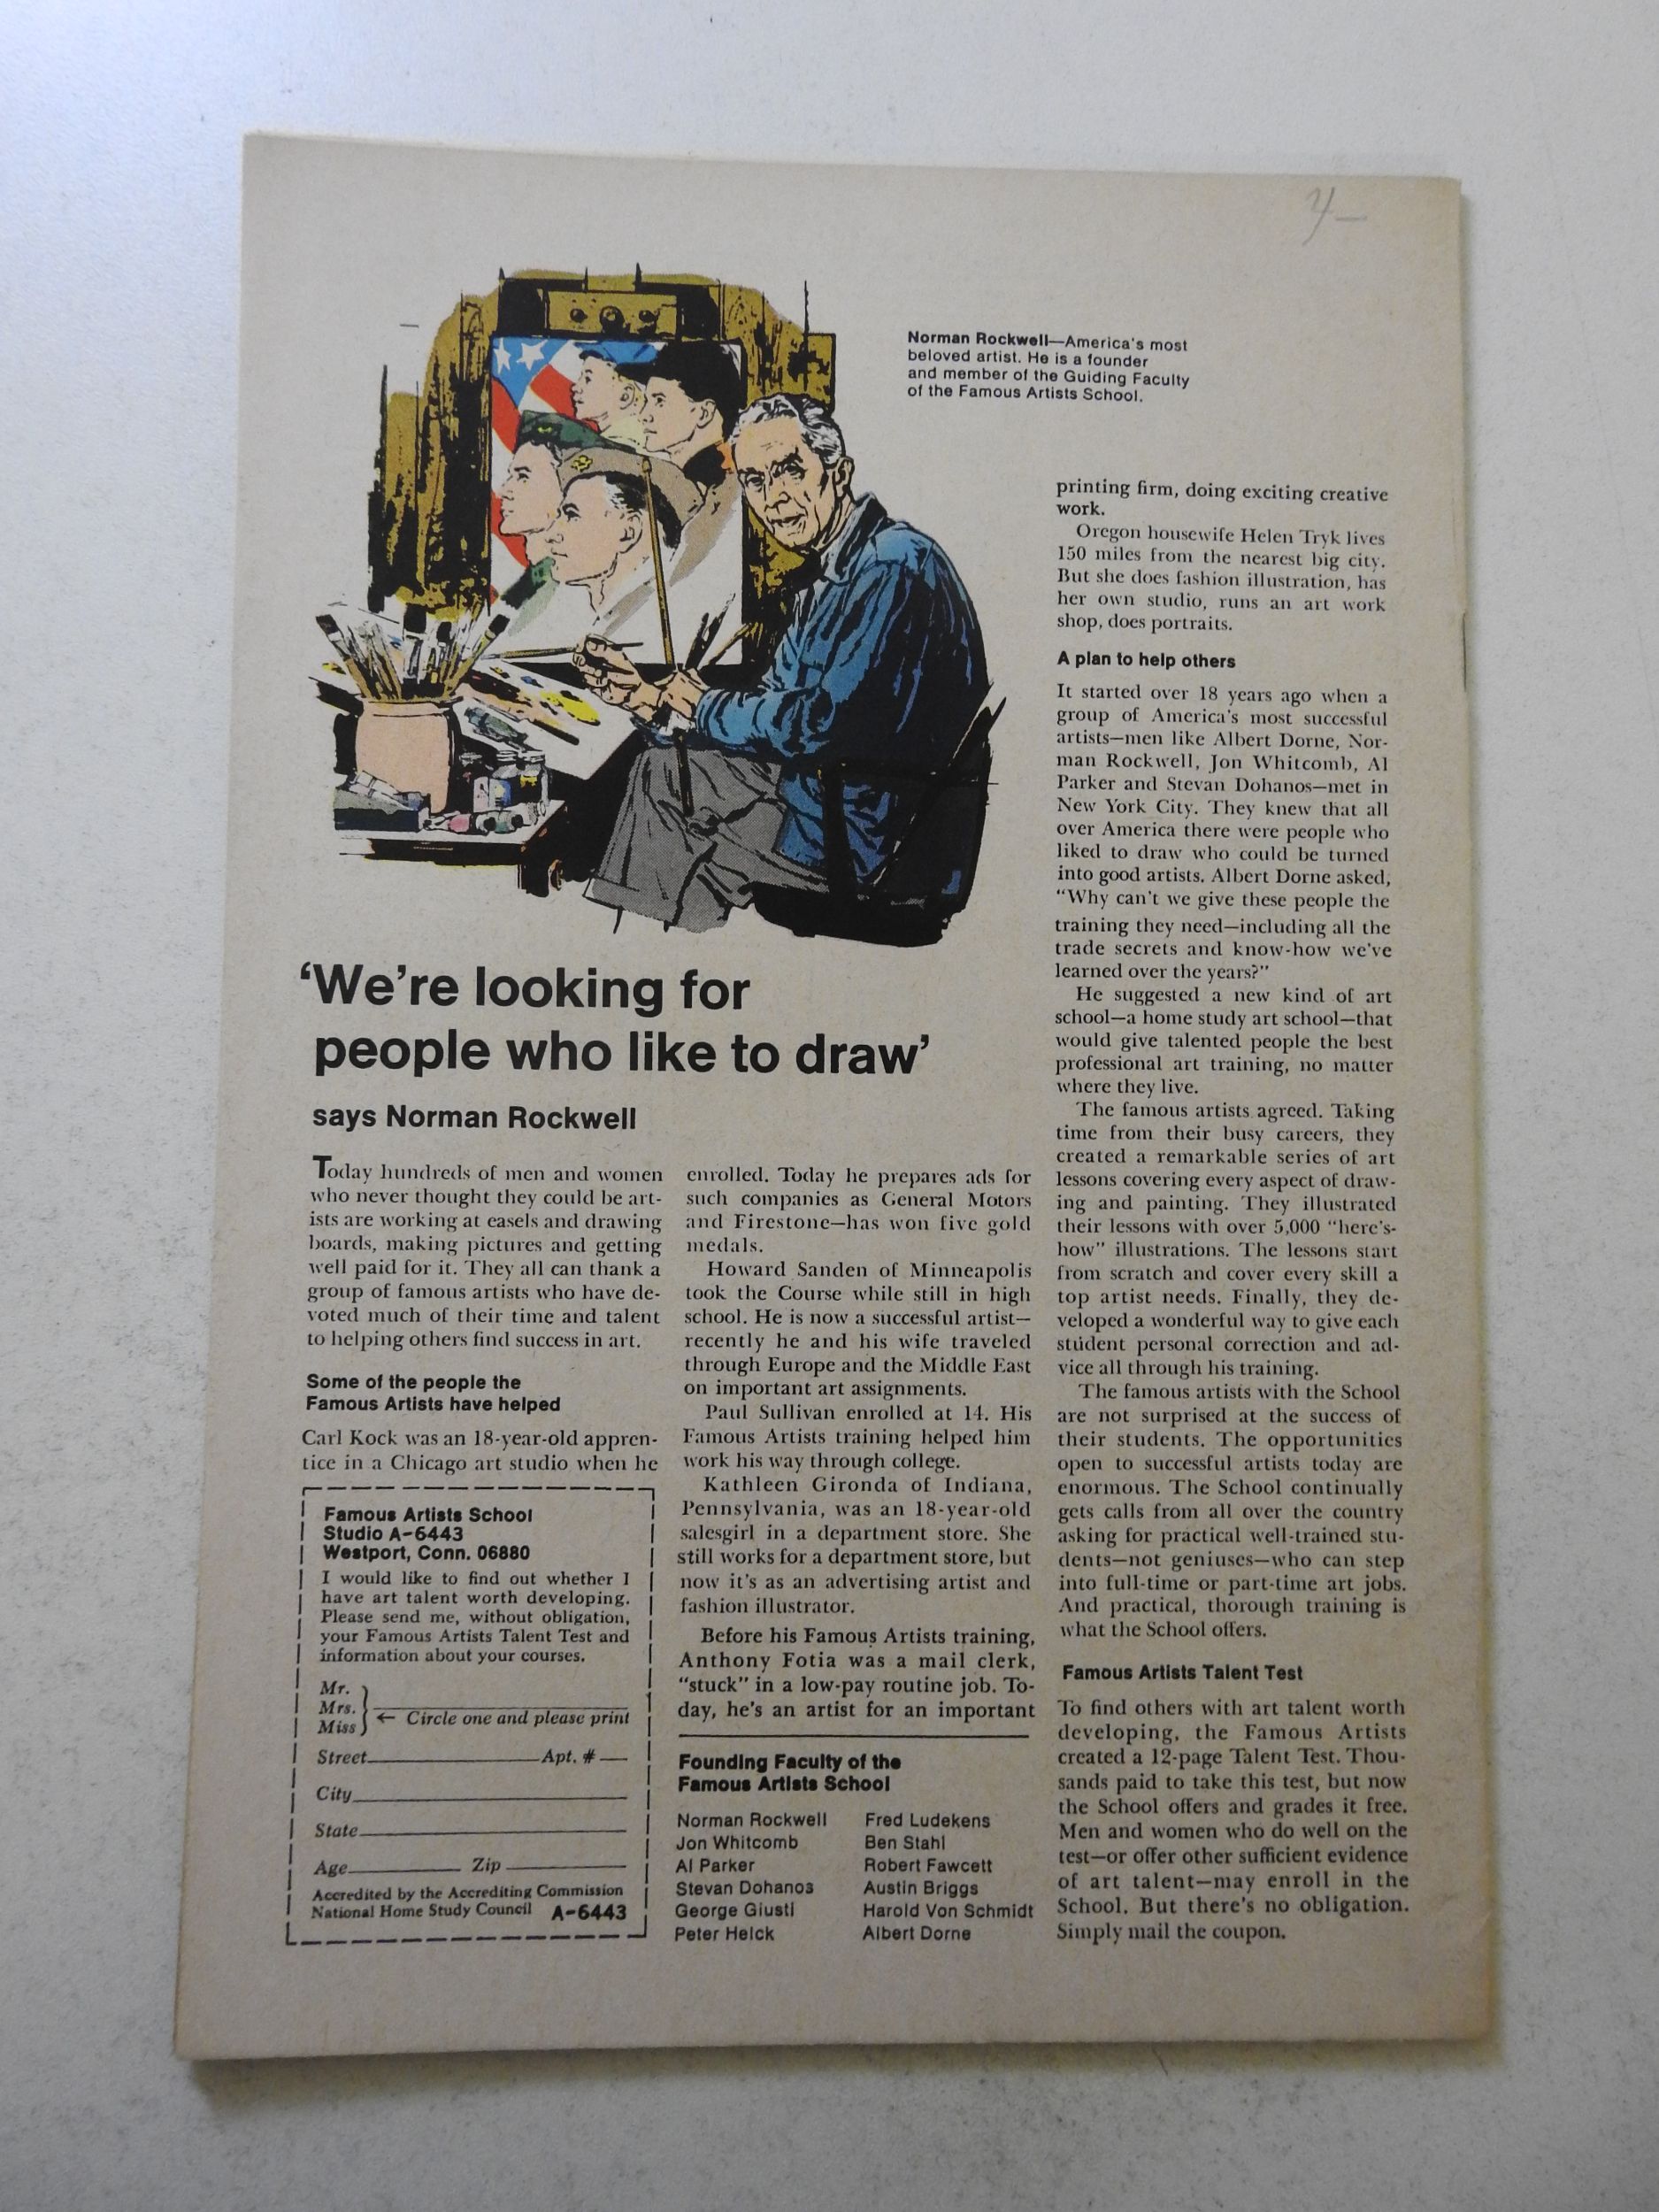 Norman Rockwell—America's most
beloved artist. He is a founder
and member of the Guiding Faculty
of the Famous Artists School.
'We're looking for
people who like to draw'
says Norman Rockwell
Today hundreds of men and women
who never thought they could be art-
ists are working at easels and drawing
boards, making pictures and getting
well paid for it. They all can thank a
group of famous artists who have de-
voted much of their time and talent
to helping others find success in art.
Some of the people the
Famous Artists have helped
Carl Kock was an 18-year-old appren-
tice in a Chicago art studio when he
enrolled. Today he prepares ads for
such companies as General Motors
and Firestone—has won five gold
medals.
Howard Sanden of Minneapolis
took the Course while still in high
school. He is now a successful artist—
recently he and his wife traveled
through Europe and the Middle East
on important art assignments.
Paul Sullivan enrolled at 14. His
Famous Artists training helped him
work his way through college.
Kathleen Gironda of Indiana,
Pennsylvania, was an 18-year-old
salesgirl in a department store. She
still works for a department store, but
now it's as an advertising artist and
fashion illustrator.
Before his Famous Artists training,
Anthony Fotia was a mail clerk,
"stuck" in a low-pay routine job. To-
day, he's an artist for an important
printing firm, doing exciting creative
work.
Oregon housewife Helen Tryk lives
150 miles from the nearest big city.
But she does fashion illustration, has
her own studio, runs an art work
shop, does portraits.
A plan to help others
It started over 18 years ago when a
group of America's most successful
artists—men like Albert Dorne, Nor-
man Rockwell, Jon Whitcomb, Al
Parker and Stevan Dohanos—met in
New York City. They knew that all
over America there were people who
liked to draw who could be turned
into good artists. Albert Dorne asked,
"Why can't we give these people the
training they need—including all the
trade secrets and know-how we've
learned over the years?"
He suggested a new kind of art
school—a home study art school—that
would give talented people the best
professional art training, no matter
where they live.
The famous artists agreed. Taking
time from their busy careers, they
created a remarkable series of art
lessons covering every aspect of draw-
ing and painting. They illustrated
their lessons with over 5,000 "here's-
how" illustrations. The lessons start
from scratch and cover every skill a
top artist needs. Finally, they de-
veloped a wonderful way to give each
student personal correction and ad-
vice all through his training.
The famous artists with the School
are not surprised at the success of
their students. The opportunities
open to successful artists today are
enormous. The School continually
gets calls from all over the country
asking for practical well-trained stu-
dents—not geniuses—who can step
into full-time or part-time art jobs.
And practical, thorough training is
what the School offers.
Famous Artists Talent Test
To find others with art talent worth
developing, the Famous Artists
created a 12-page Talent Test. Thou-
sands paid to take this test, but now
the School offers and grades it free.
Men and women who do well on the
test—or offer other sufficient evidence
of art talent—may enroll in the
School. But there's no obligation.
Simply mail the coupon.
Famous Artists School
Studio A-6443
Westport, Conn. 06880
I would like to find out whether I
have art talent worth developing.
Please send me, without obligation,
your Famous Artists Talent Test and
information about your courses.
Mr.
Mrs.
Miss
← Circle one and please print
Street Apt. #
City
State
Age Zip
Accredited by the Accrediting Commission
National Home Study Council A-6443
Founding Faculty of the
Famous Artists School
Norman Rockwell
Jon Whitcomb
Al Parker
Stevan Dohanos
George Giusti
Peter Helck
Fred Ludekens
Ben Stahl
Robert Fawcett
Austin Briggs
Harold Von Schmidt
Albert Dorne